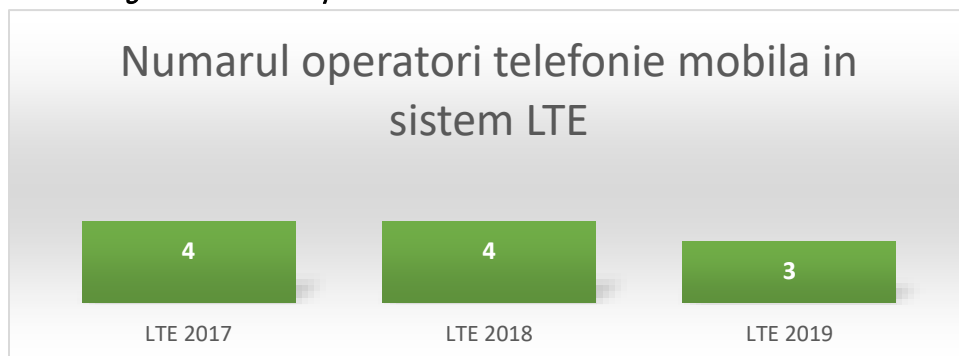 Numarul operatori telefonie mobila in
sistem LTE
4
4
3
LTE 2017
LTE 2018
LTE 2019